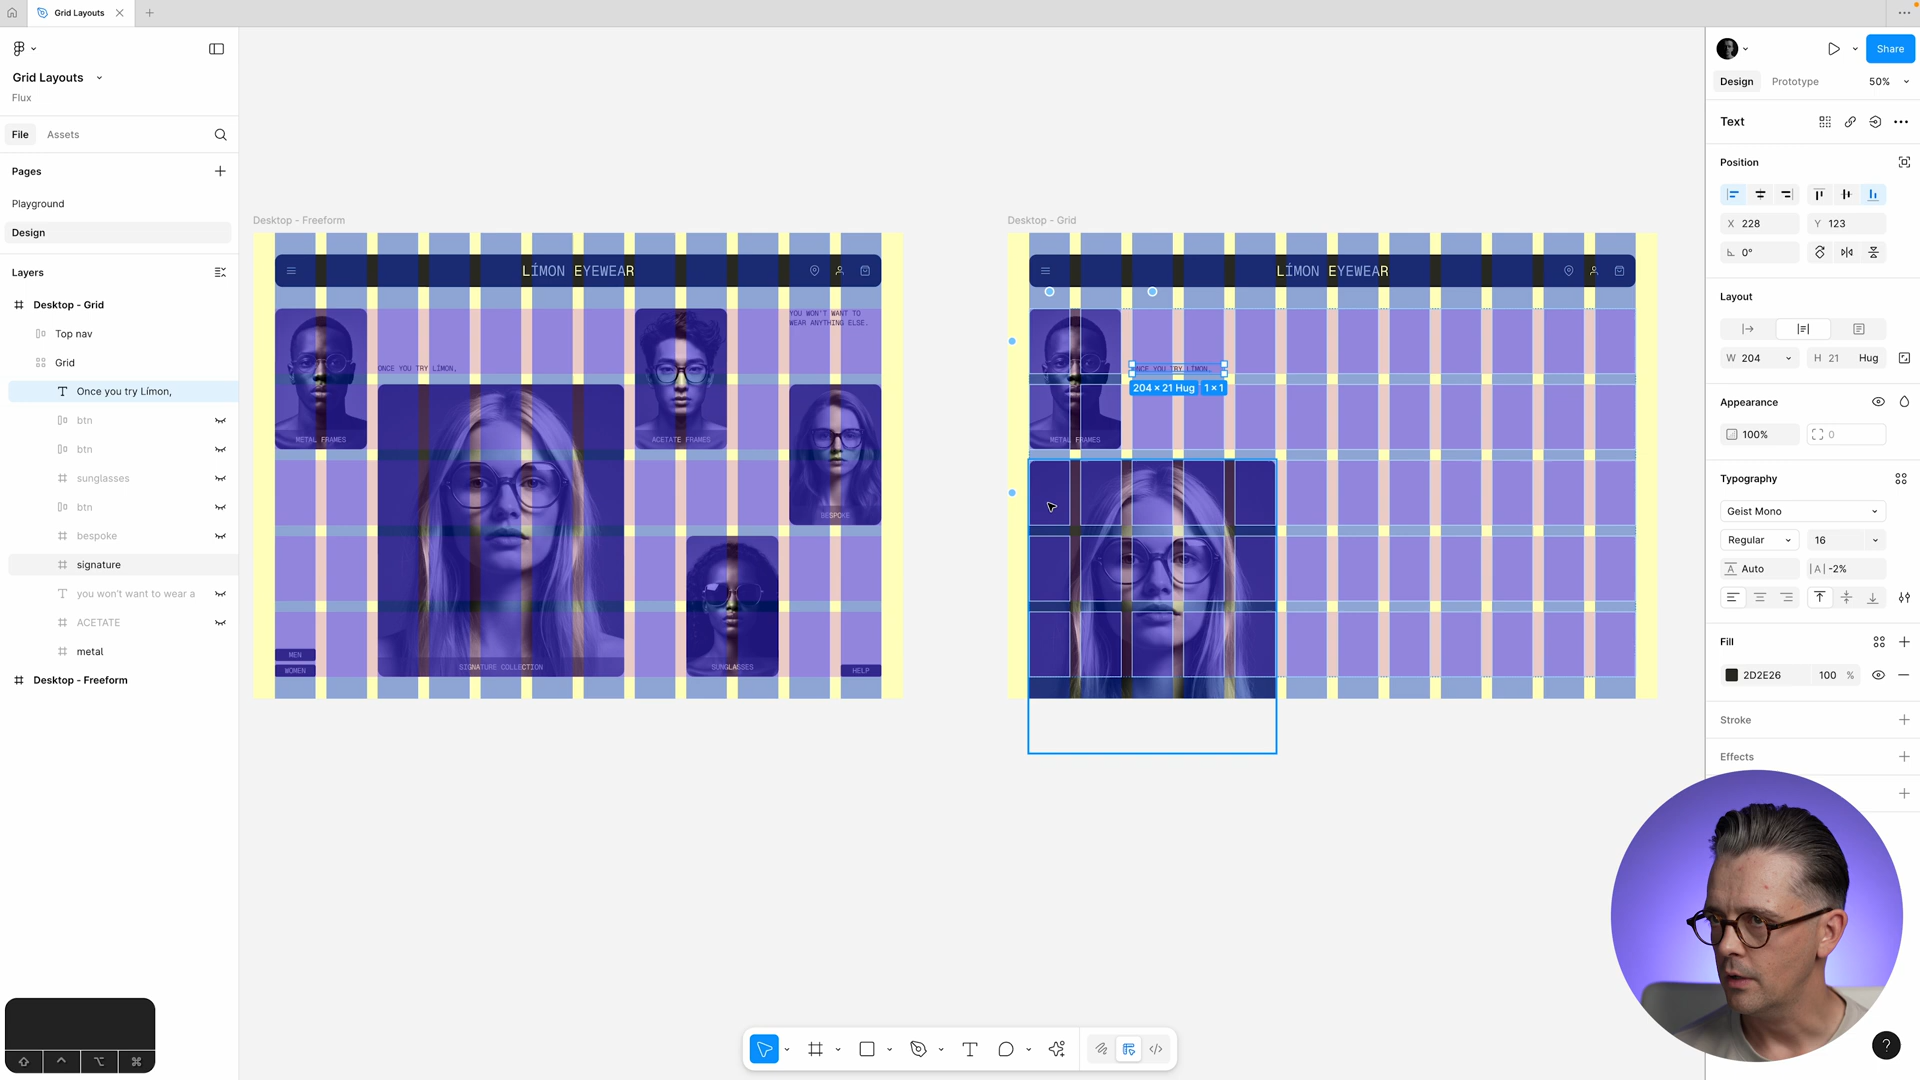 Grid Layouts
Grid Layouts
Flux
File
Assets
Pages
Playground
Design
Layers
Desktop - Grid
Top nav
Grid
Once you try Límon,
btn
btn
sunglasses
btn
bespoke
signature
you won't want to wear a
ACETATE
metal
Desktop - Freeform
Desktop - Freeform
LÍMON EYEWEAR
YOU WON'T WANT TO
WEAR ANYTHING ELSE.
ONCE YOU TRY LÍMON,
METAL FRAMES
ACETATE FRAMES
BESPOKE
SIGNATURE COLLECTION
SUNGLASSES
MEN
WOMEN
HELP
Desktop - Grid
LÍMON EYEWEAR
ONCE YOU TRY LÍMON,
204 × 21 Hug 1 × 1
METAL FRAMES
Share
Design
Prototype
50%
Text
Position
X 228
Y 123
0°
Layout
W 204
H 21 Hug
Appearance
100%
0
Typography
Geist Mono
Regular
16
Auto
-2%
Fill
2D2E26
100 %
Stroke
Effects
?